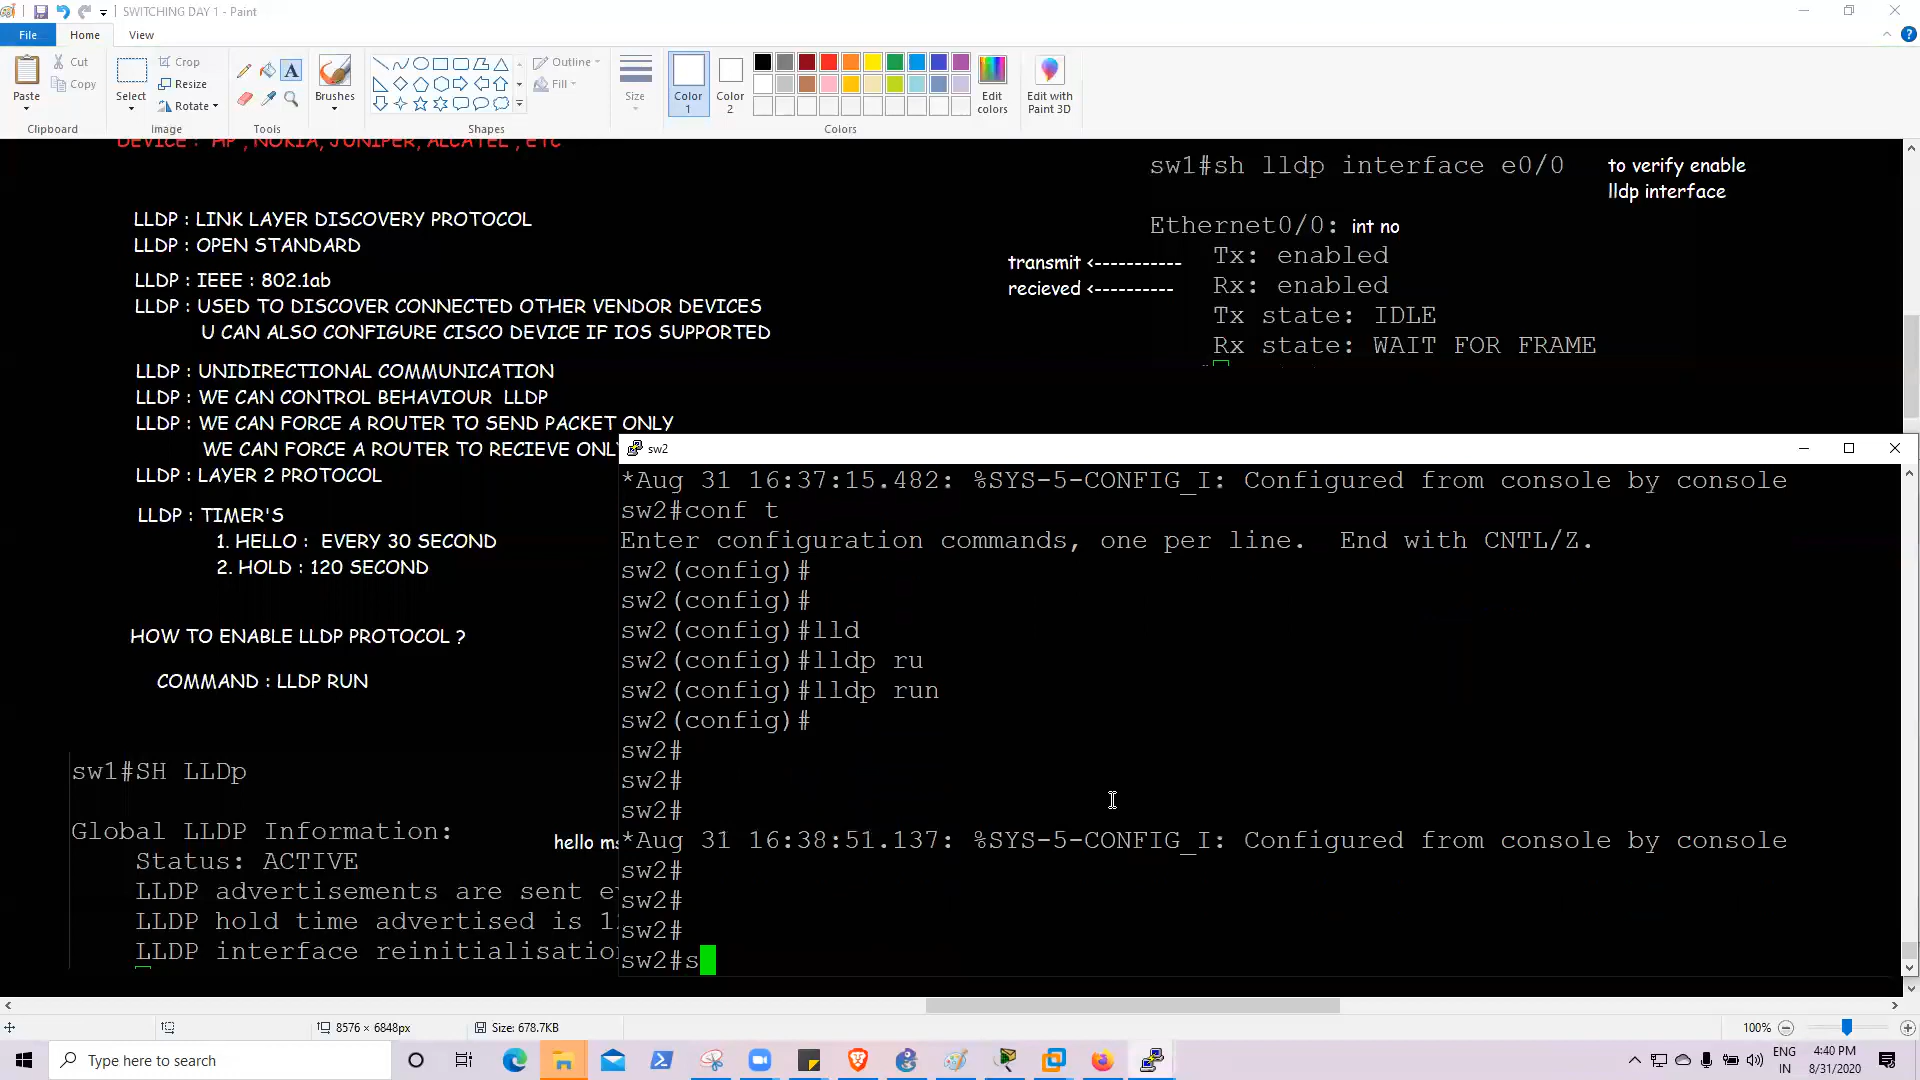 SWITCHING DAY 1 - Paint
File
Home
View
Paste
Cut
Copy
Clipboard
Select
Crop
Resize
Rotate
Image
A
Tools
Brushes
Outline
Fill
Shapes
Size
Color 1
Color 2
Edit colors
Edit with Paint 3D
Colors
DEVICE : HP , NOKIA, JUNIPER, ALCATEL , ETC
LLDP : LINK LAYER DISCOVERY PROTOCOL
LLDP : OPEN STANDARD
LLDP : IEEE : 802.1ab
LLDP : USED TO DISCOVER CONNECTED OTHER VENDOR DEVICES
U CAN ALSO CONFIGURE CISCO DEVICE IF IOS SUPPORTED
LLDP : UNIDIRECTIONAL COMMUNICATION
LLDP : WE CAN CONTROL BEHAVIOUR LLDP
LLDP : WE CAN FORCE A ROUTER TO SEND PACKET ONLY
WE CAN FORCE A ROUTER TO RECIEVE ONL
LLDP : LAYER 2 PROTOCOL
LLDP : TIMER'S
1. HELLO : EVERY 30 SECOND
2. HOLD : 120 SECOND
HOW TO ENABLE LLDP PROTOCOL ?
COMMAND : LLDP RUN
sw1#SH LLDp
Global LLDP Information:
hello ms
Status: ACTIVE
LLDP advertisements are sent e
LLDP hold time advertised is 1
LLDP interface reinitialisatio
sw1#sh lldp interface e0/0
to verify enable
lldp interface
Ethernet0/0: int no
transmit <----------- Tx: enabled
recieved <---------- Rx: enabled
Tx state: IDLE
Rx state: WAIT FOR FRAME
sw2
*Aug 31 16:37:15.482: %SYS-5-CONFIG_I: Configured from console by console
sw2#conf t
Enter configuration commands, one per line. End with CNTL/Z.
sw2(config)#
sw2(config)#
sw2(config)#lld
sw2(config)#lldp ru
sw2(config)#lldp run
sw2(config)#
sw2#
sw2#
sw2#
*Aug 31 16:38:51.137: %SYS-5-CONFIG_I: Configured from console by console
sw2#
sw2#
sw2#
sw2#s
8576 × 6848px
Size: 678.7KB
100%
Type here to search
ENG
IN
4:40 PM
8/31/2020